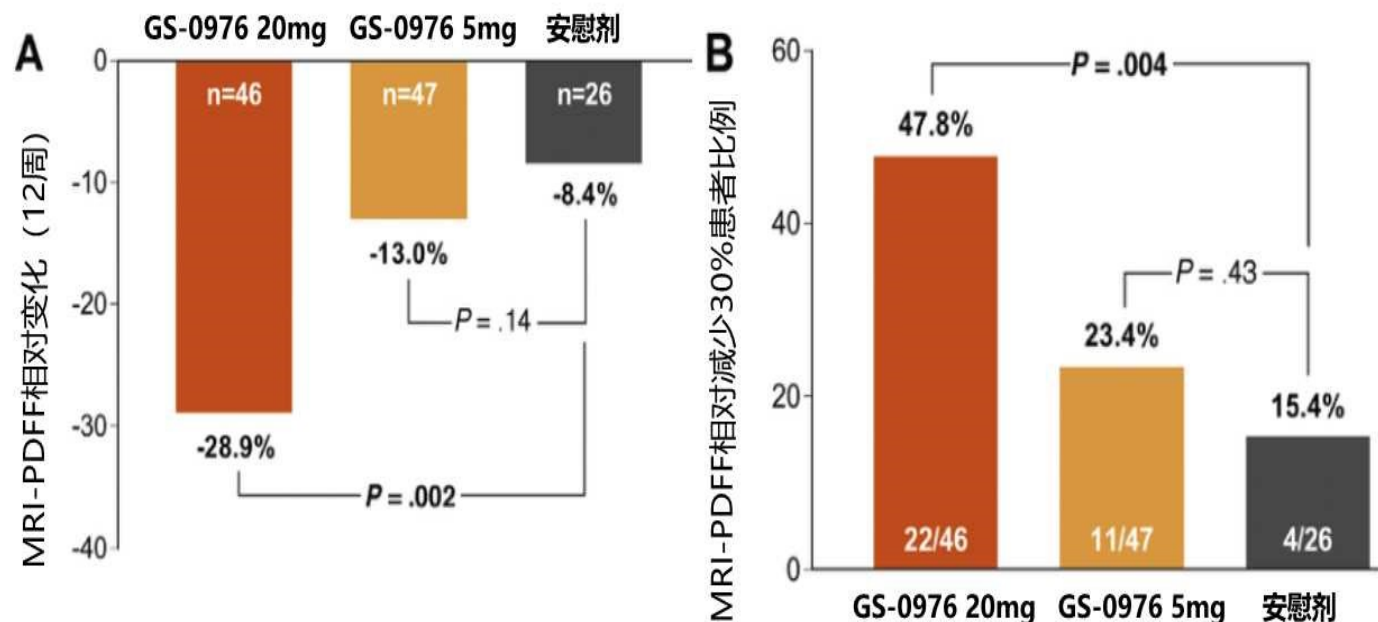 A
GS-0976 20mg GS-0976 5mg 安慰剂
MRI-PDFF相对变化（12周）
0
-10
-20
-30
-40
n=46
n=47
n=26
-8.4%
-13.0%
P = .14
-28.9%
P = .002
B
MRI-PDFF相对减少30%患者比例
60
40
20
0
P = .004
47.8%
P = .43
23.4%
15.4%
22/46
11/47
4/26
GS-0976 20mg GS-0976 5mg 安慰剂